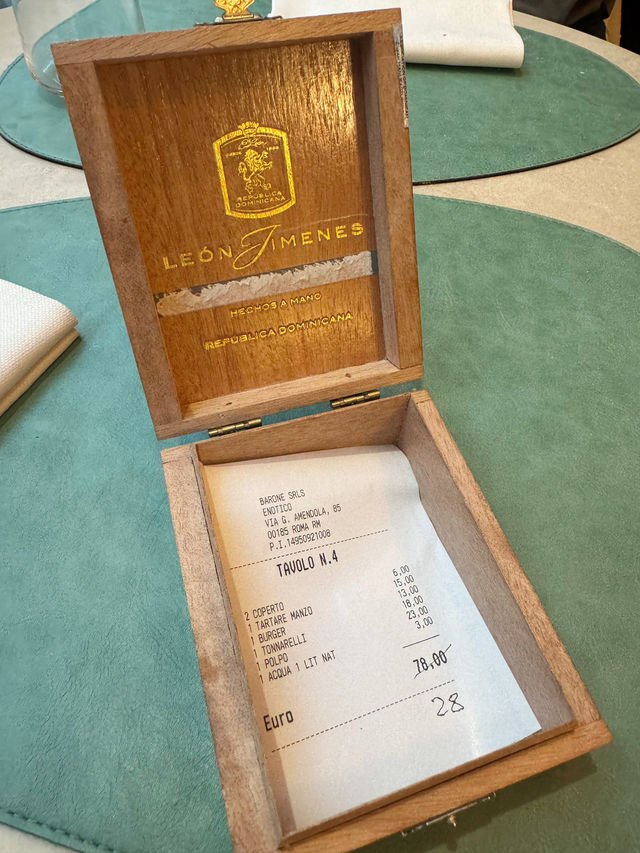 REPÚBLICA
DOMINICANA
LEÓN JIMENES
HECHOS A MANO
REPÚBLICA DOMINICANA
BARONE SRLS
ENOTICO
VIA G. AMENDOLA, 85
00185 ROMA RM
P.I.14950921008
TAVOLO N.4
2 COPERTO 6,00
1 TARTARE MANZO 15,00
1 BURGER 13,00
1 TONNARELLI 18,00
1 POLPO 23,00
1 ACQUA 1 LIT NAT 3,00
Euro 78,00
28